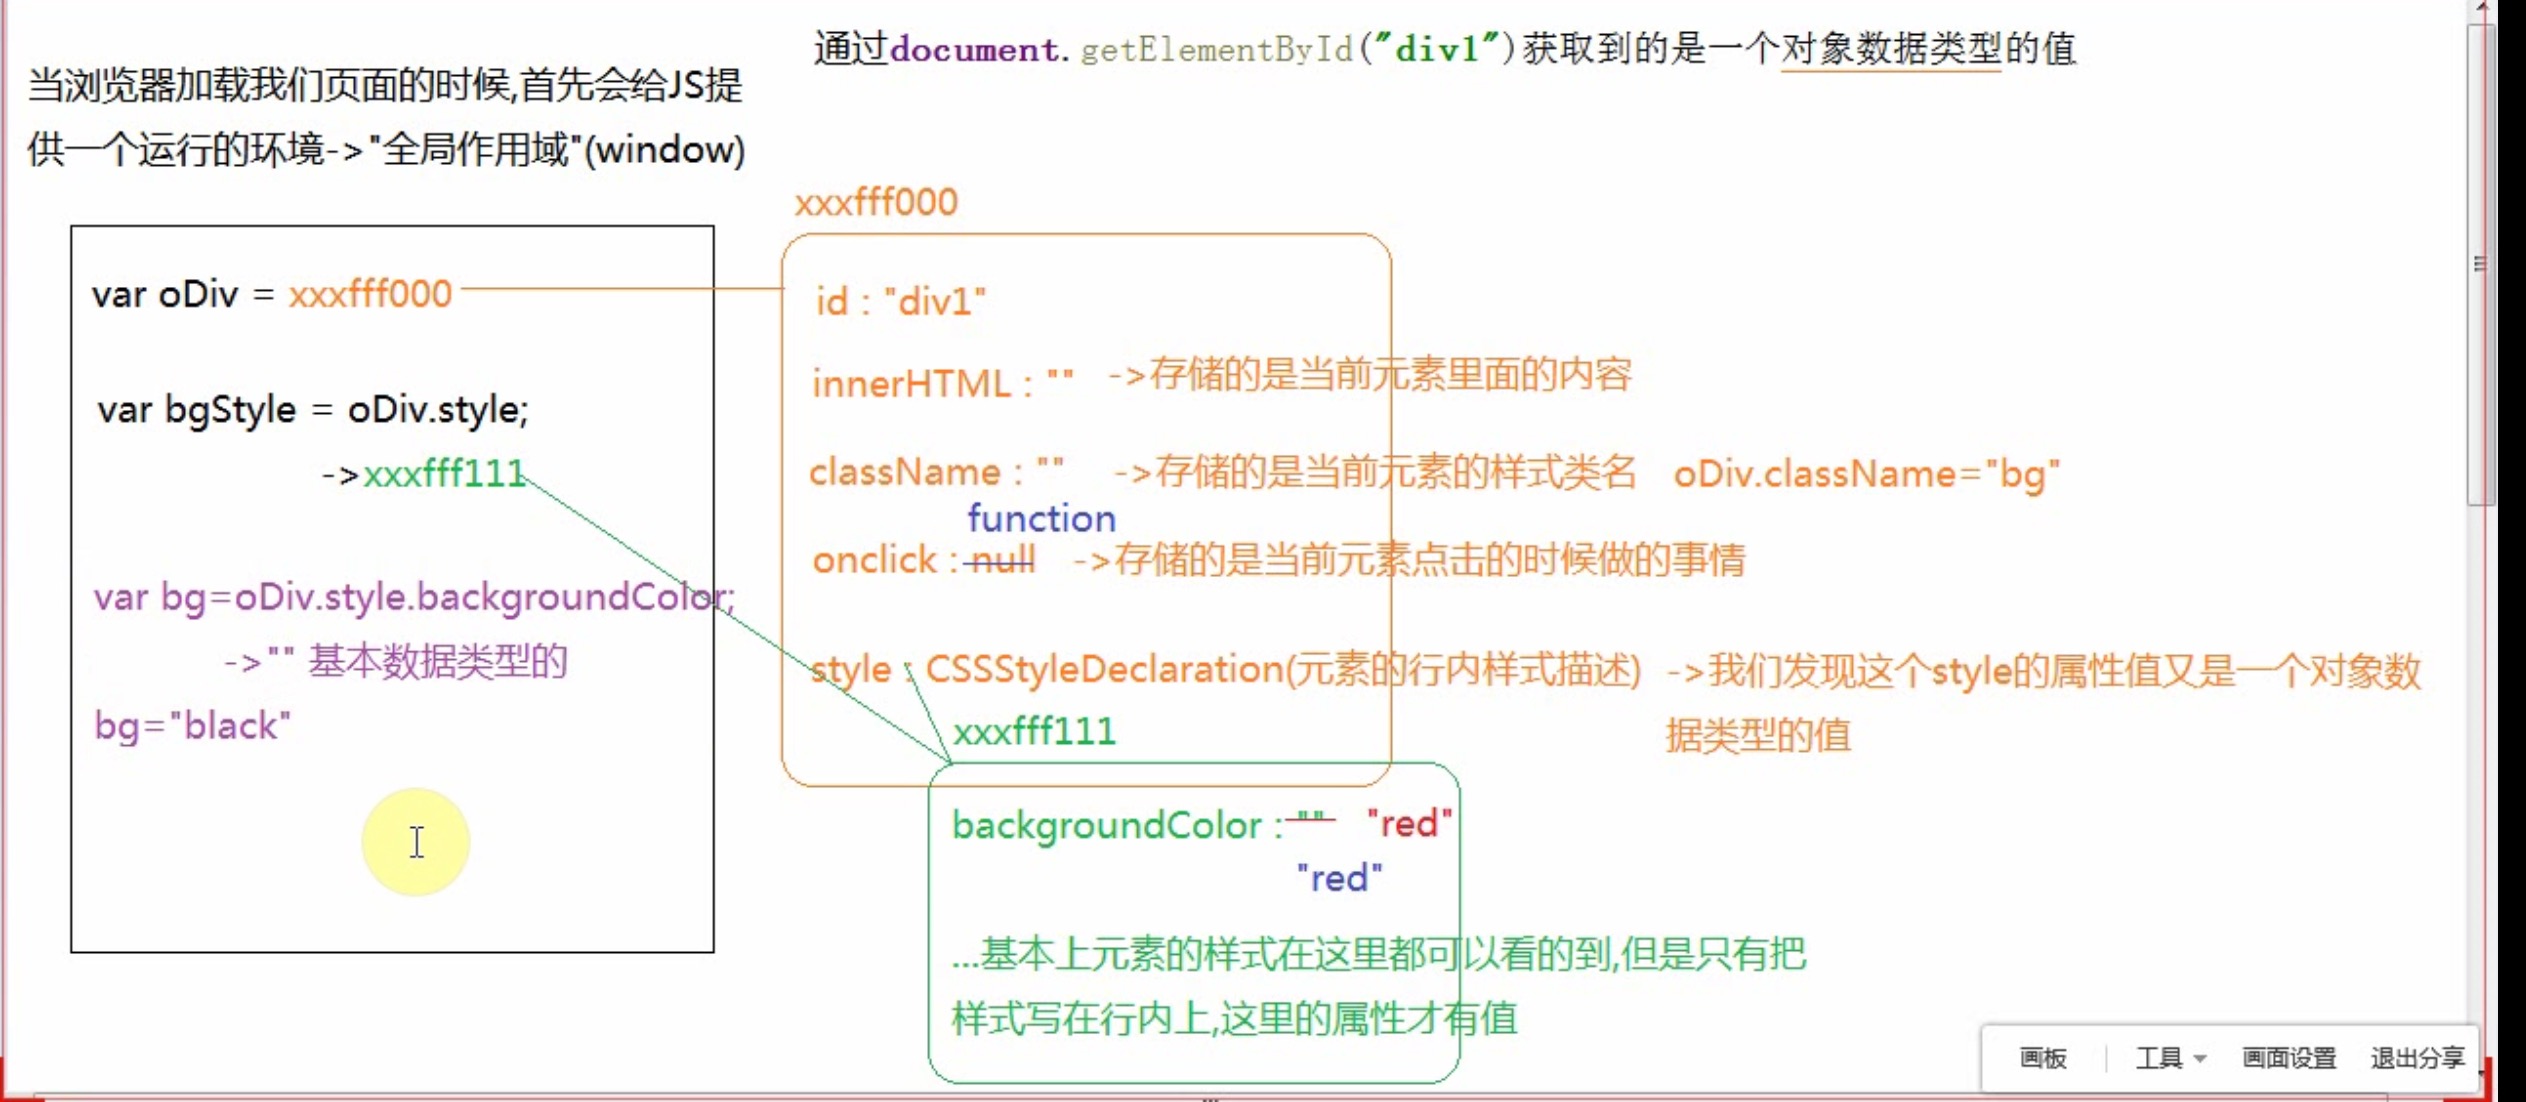 通过document.getElementById("div1")获取到的是一个对象数据类型的值
当浏览器加载我们页面的时候,首先会给JS提
供一个运行的环境->"全局作用域"(window)
var oDiv = xxxfff000
var bgStyle = oDiv.style;
->xxxfff111
var bg=oDiv.style.backgroundColor;
->"" 基本数据类型的
bg="black"
xxxfff000
id : "div1"
innerHTML : "" ->存储的是当前元素里面的内容
className : "" ->存储的是当前元素的样式类名 oDiv.className="bg"
function
onclick : null ->存储的是当前元素点击的时候做的事情
style : CSSStyleDeclaration(元素的行内样式描述) ->我们发现这个style的属性值又是一个对象数
据类型的值
xxxfff111
backgroundColor : "" "red"
"red"
...基本上元素的样式在这里都可以看的到,但是只有把
样式写在行内上,这里的属性才有值
画板 工具 画面设置 退出分享